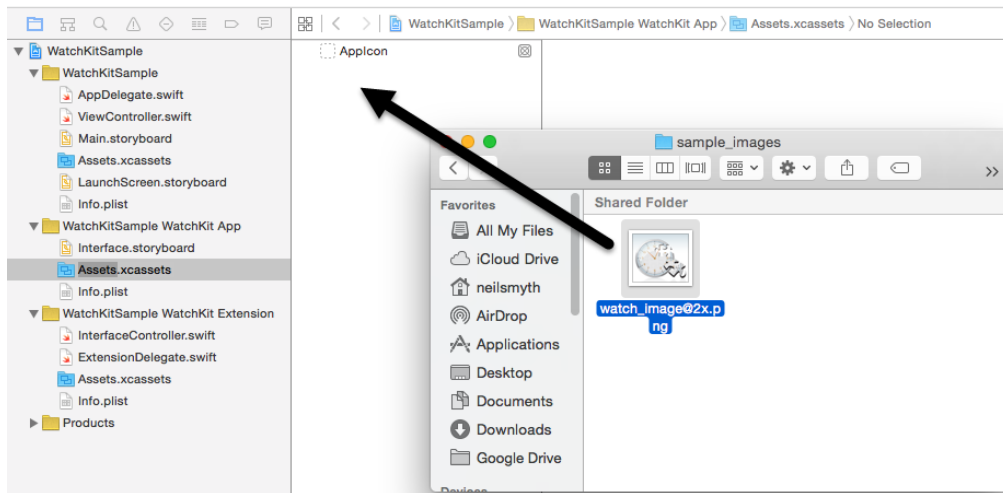 WatchKitSample
WatchKitSample WatchKit App
Assets.xcassets
No Selection
WatchKitSample
WatchKitSample
AppDelegate.swift
ViewController.swift
Main.storyboard
Assets.xcassets
LaunchScreen.storyboard
Info.plist
WatchKitSample WatchKit App
Interface.storyboard
Assets.xcassets
Info.plist
WatchKitSample WatchKit Extension
InterfaceController.swift
ExtensionDelegate.swift
Assets.xcassets
Info.plist
Products
AppIcon
sample_images
Favorites
All My Files
iCloud Drive
neilsmyth
AirDrop
Applications
Desktop
Documents
Downloads
Google Drive
Devices
Shared Folder
watch_image@2x.p
ng